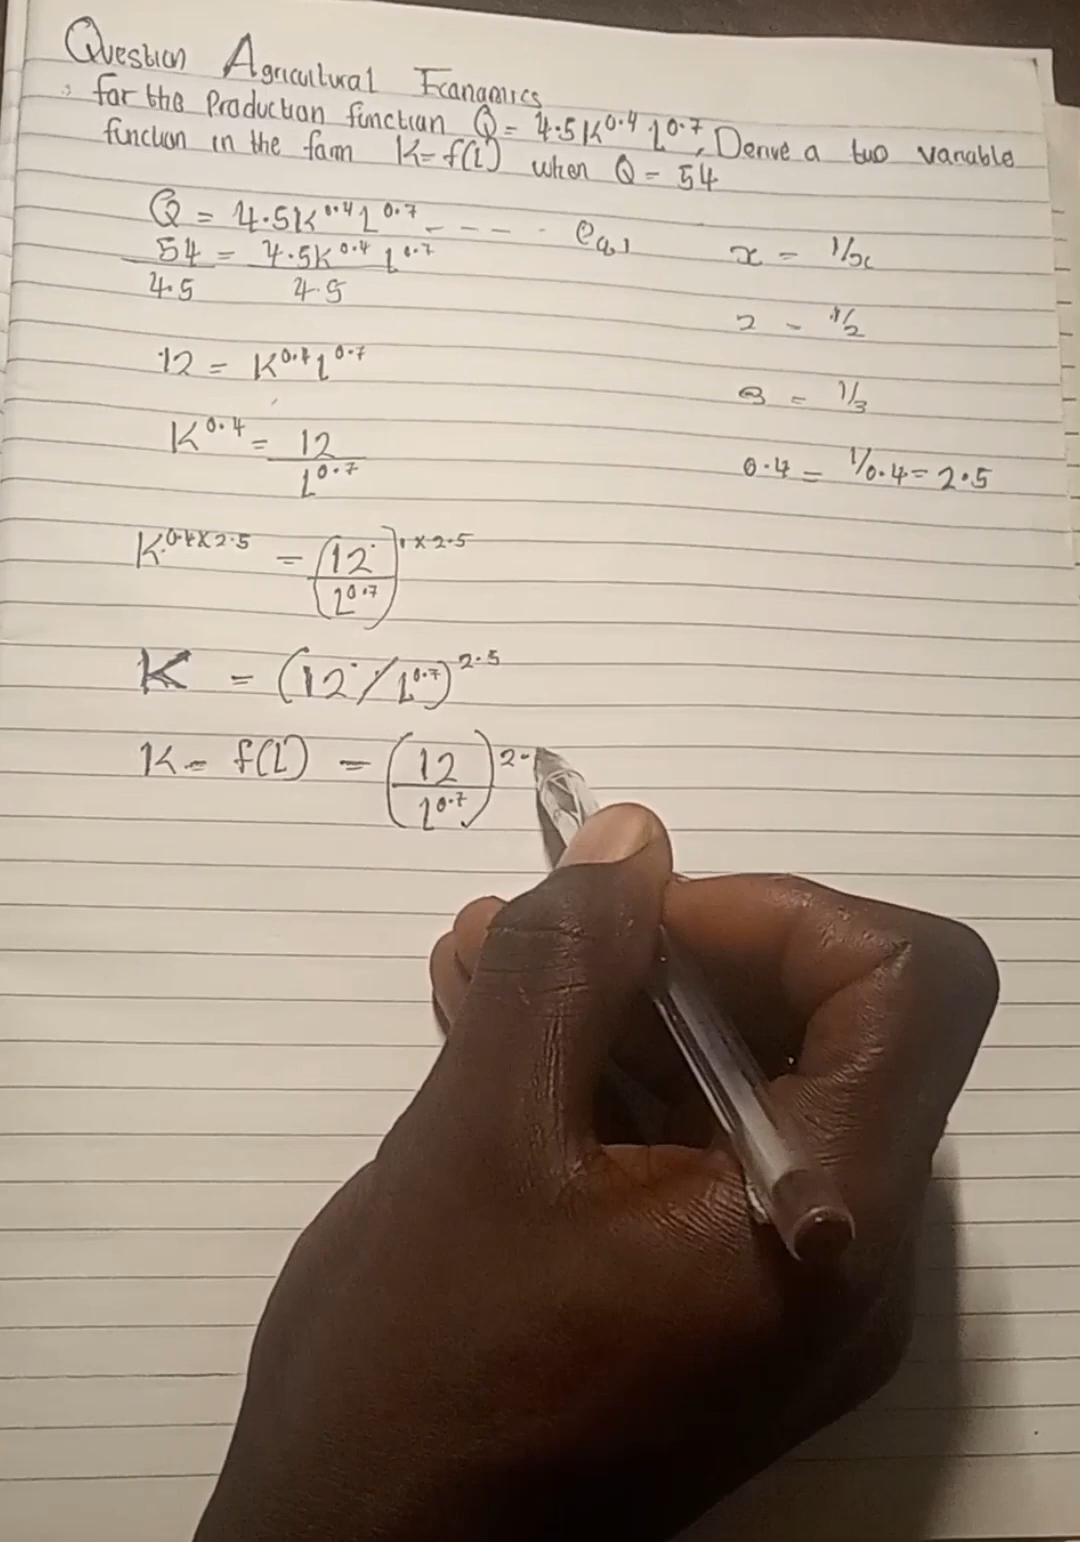 Question Agricultural Economics
for the Production function Q = 4.5K^0.4 L^0.7, Derive a two variable
function in the form K = f(L) when Q = 54
Q = 4.5K^0.4 L^0.7 - - - - eq1
54 = 4.5K^0.4 L^0.7
4.5 4.5
12 = K^0.4 L^0.7
K^0.4 = 12
L^0.7
K^0.4x2.5 = (12/L^0.7)^1x2.5
K = (12/L^0.7)^2.5
K = f(L) = (12/L^0.7)^2.
x = 1/x
2 = 1/2
3 = 1/3
0.4 = 1/0.4 = 2.5